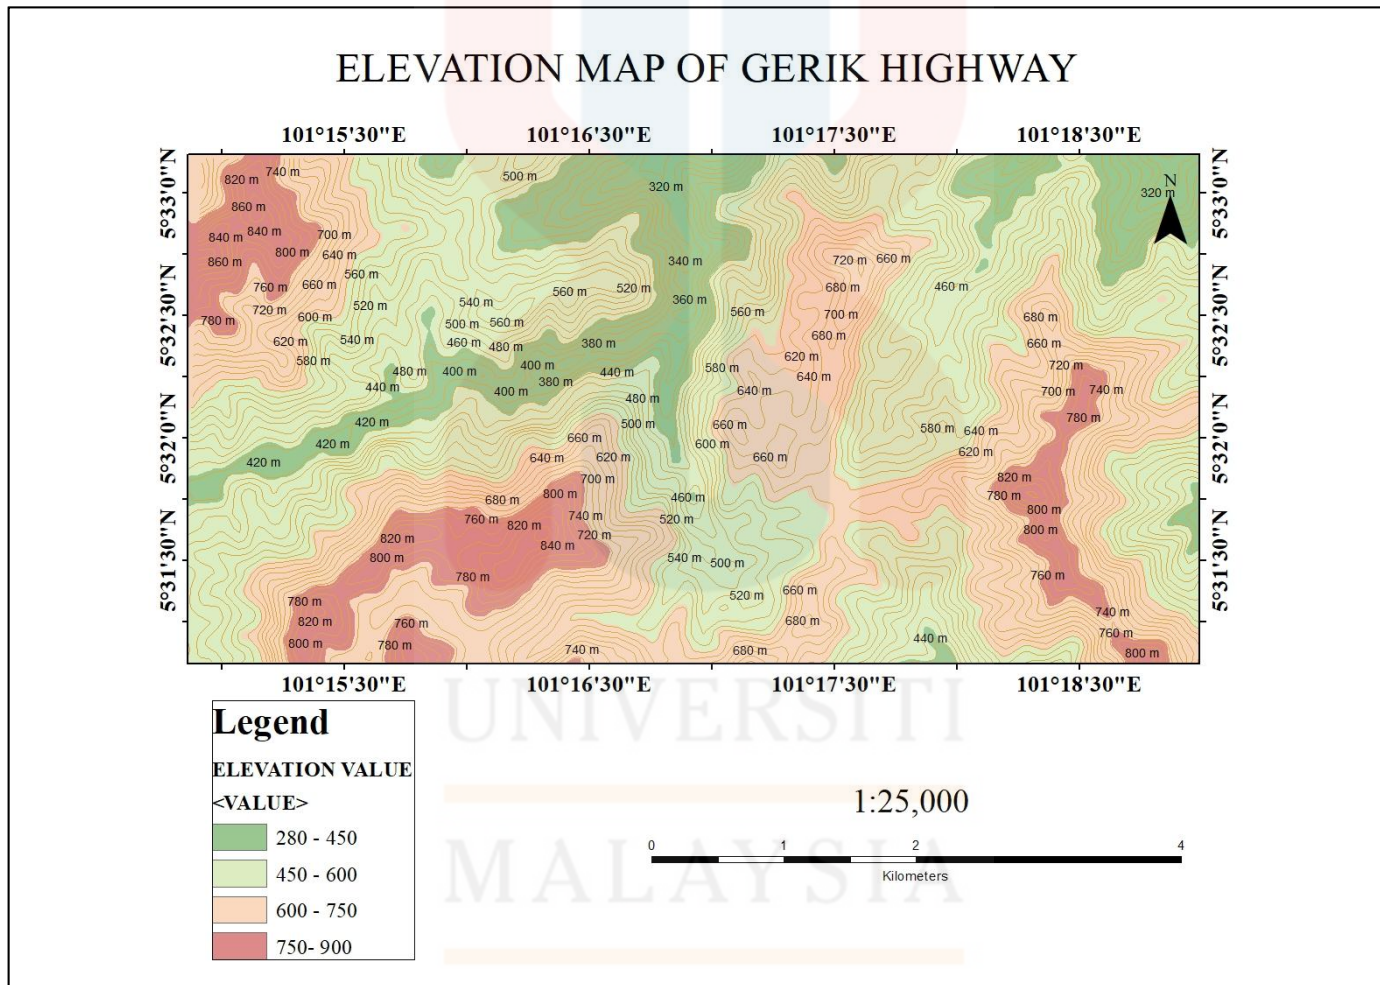 ELEVATION MAP OF GERIK HIGHWAY
101°15'30"E 101°16'30"E 101°17'30"E 101°18'30"E
5°33'0"N 5°33'0"N
5°32'30"N 5°32'30"N
5°32'0"N 5°32'0"N
5°31'30"N 5°31'30"N
N
740 m
820 m 500 m
320 m 320 m
860 m
840 m 840 m 700 m
800 m 640 m 720 m 660 m
860 m 340 m
560 m
760 m 660 m 560 m 520 m 680 m 460 m
540 m 360 m
720 m 520 m 560 m
600 m 700 m 680 m
780 m 500 m 560 m
620 m 540 m 460 m 480 m 380 m 680 m 660 m
580 m 620 m
480 m 400 m 400 m 440 m 580 m 640 m 720 m
440 m 400 m 380 m 640 m 700 m 740 m
480 m
420 m 500 m 660 m 580 m 640 m 780 m
420 m 660 m 600 m
420 m 640 m 620 m 660 m 620 m
700 m 820 m
680 m 800 m 460 m 780 m
760 m 820 m 740 m 520 m 800 m
820 m 840 m 720 m 800 m
800 m 540 m 500 m
780 m 760 m
780 m 520 m 660 m
820 m 760 m 680 m 740 m
800 m 780 m 740 m 680 m 440 m 760 m
800 m
101°15'30"E 101°16'30"E 101°17'30"E 101°18'30"E
Legend
ELEVATION VALUE
<VALUE>
280 - 450
450 - 600
600 - 750
750- 900
UNIVERSITI
MALAYSIA
1:25,000
0 1 2 4
Kilometers